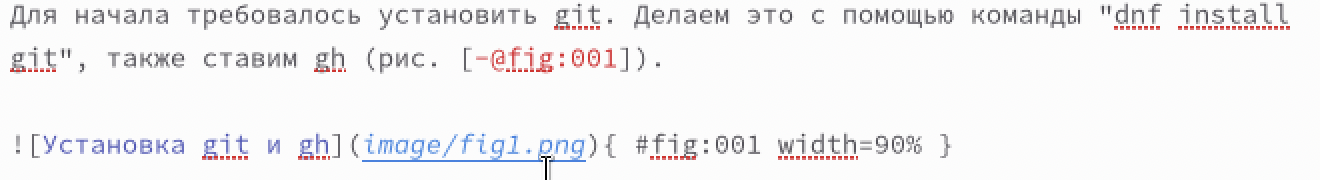 Для начала требовалось установить git. Делаем это с помощью команды "dnf install
git", также ставим gh (рис. [-@fig:001]).
![Установка git и gh](image/fig1.png){ #fig:001 width=90% }